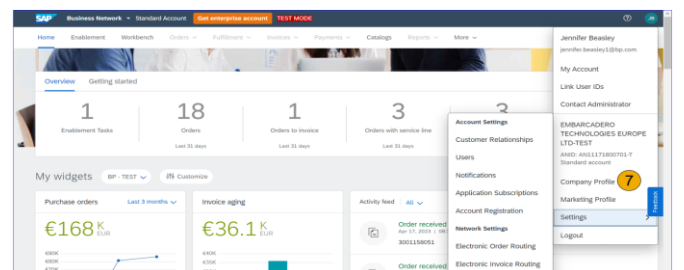 SAP Business Network Standard Account Get enterprise account TEST MODE
JB
Home Enablement Workbench Orders Fulfillment Invoices Payments Catalogs Reports More
Overview Getting started
1
Enablement Tasks
18
Orders
Last 31 days
1
Orders to invoice
Last 31 days
3
Orders with service line
Last 31 days
3
My widgets BP - TEST Customize
Purchase orders Last 3 months
€168 K
EUR
€80K
€60K
Invoice aging
€36.1 K
EUR
€40K
€35K
Activity feed All
Order received
Apr 17, 2023
3001158051
Order received
Account Settings
Customer Relationships
Users
Notifications
Application Subscriptions
Account Registration
Network Settings
Electronic Order Routing
Electronic Invoice Routing
Jennifer Beasley
jennifer.beasley1@bp.com
My Account
Link User IDs
Contact Administrator
EMBARCADERO
TECHNOLOGIES EUROPE
LTD-TEST
ANID: AN11171800701-T
Standard account
Company Profile 7
Marketing Profile
Settings
Logout
Feedback